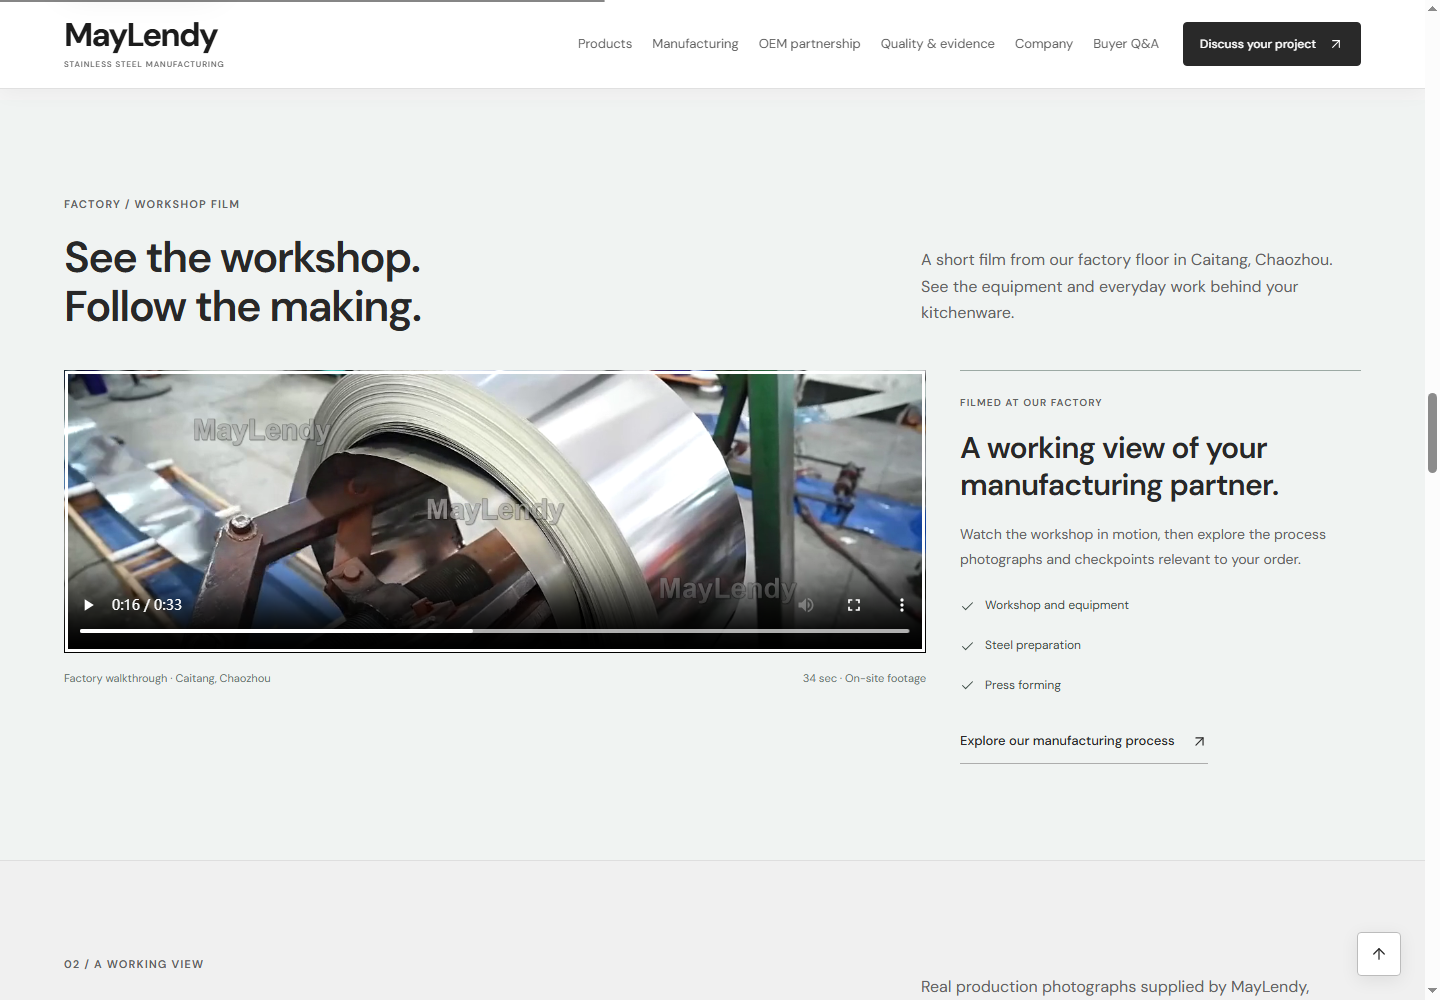 MayLendy
STAINLESS STEEL MANUFACTURING
Products
Manufacturing
OEM partnership
Quality & evidence
Company
Buyer Q&A
Discuss your project
FACTORY / WORKSHOP FILM
See the workshop.
Follow the making.
A short film from our factory floor in Caitang, Chaozhou.
See the equipment and everyday work behind your
kitchenware.
MayLendy
MayLendy
MayLendy
0:16 / 0:33
Factory walkthrough · Caitang, Chaozhou
34 sec · On-site footage
FILMED AT OUR FACTORY
A working view of your
manufacturing partner.
Watch the workshop in motion, then explore the process
photographs and checkpoints relevant to your order.
Workshop and equipment
Steel preparation
Press forming
Explore our manufacturing process
02 / A WORKING VIEW
Real production photographs supplied by MayLendy,